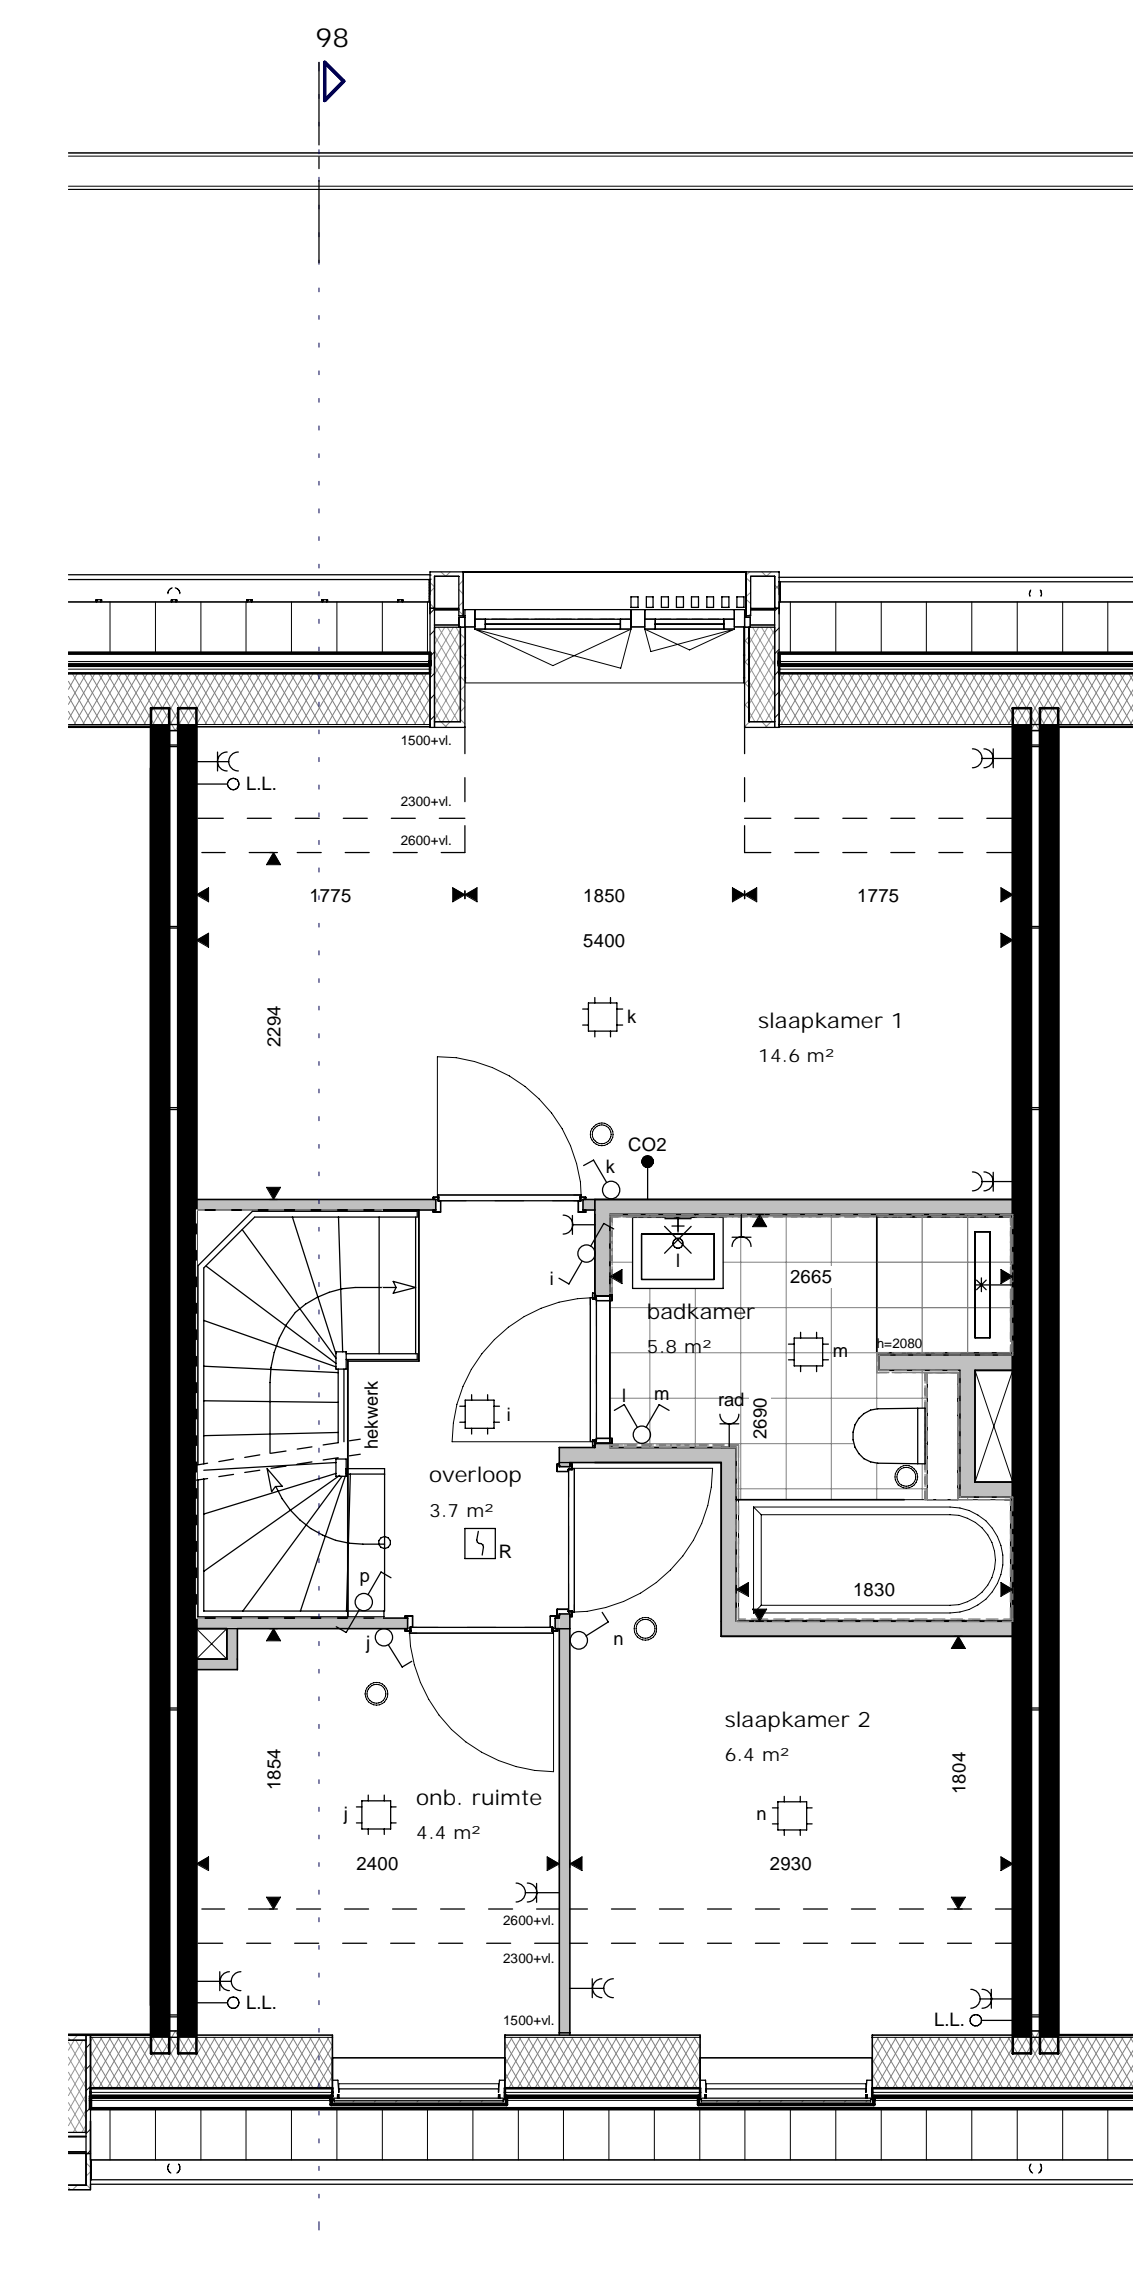 98
1500+vl.
L.L.
2300+vl.
2600+vl.
1775
1850
1775
5400
2294
k
slaapkamer 1
14.6 m²
CO2
k
i
l
2665
badkamer
5.8 m²
m
h=2080
l
m
rad
2690
hekwerk
i
overloop
3.7 m²
R
p
1830
j
n
slaapkamer 2
6.4 m²
1854
1804
onb. ruimte
j
4.4 m²
n
2400
2930
2600+vl.
2300+vl.
L.L.
1500+vl.
L.L.